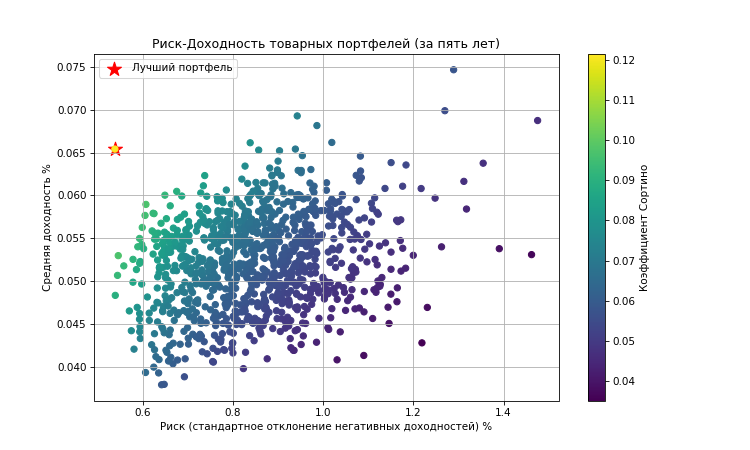 Риск-Доходность товарных портфелей (за пять лет)
Лучший портфель
Средняя доходность %
0.075
0.070
0.065
0.060
0.055
0.050
0.045
0.040
0.6 0.8 1.0 1.2 1.4
Риск (стандартное отклонение негативных доходностей) %
0.12
0.11
0.10
0.09
0.08
0.07
0.06
0.05
0.04
Коэффициент Сортино